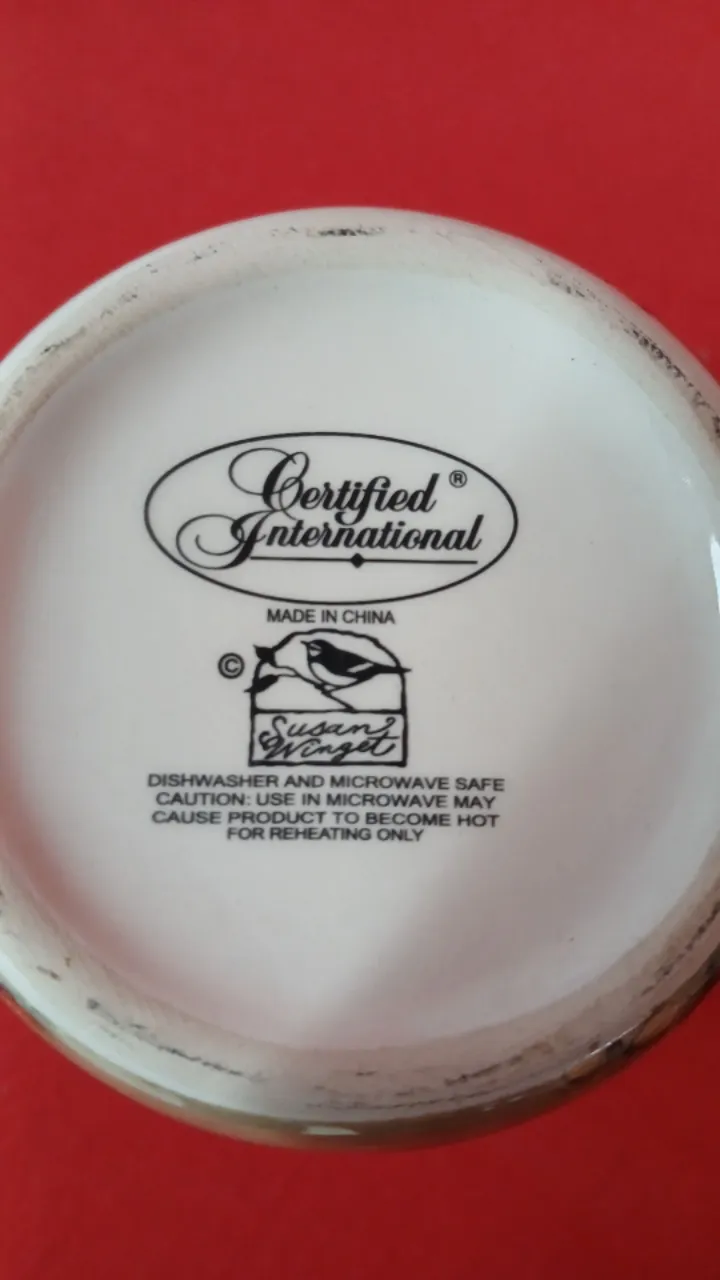 Certified ®
International
MADE IN CHINA
©
Susan
Winget
DISHWASHER AND MICROWAVE SAFE
CAUTION: USE IN MICROWAVE MAY
CAUSE PRODUCT TO BECOME HOT
FOR REHEATING ONLY